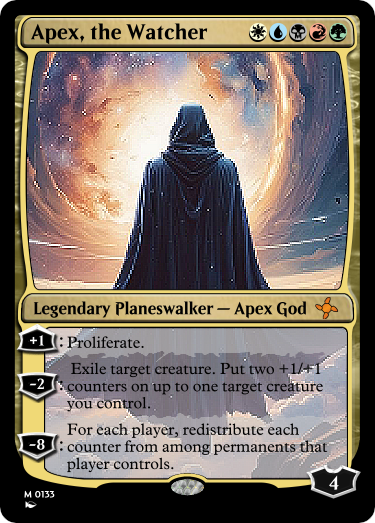 Apex, the Watcher
Legendary Planeswalker — Apex God
+1: Proliferate.
-2: Exile target creature. Put two +1/+1
counters on up to one target creature
you control.
-8: For each player, redistribute each
counter from among permanents that
player controls.
4
M 0133